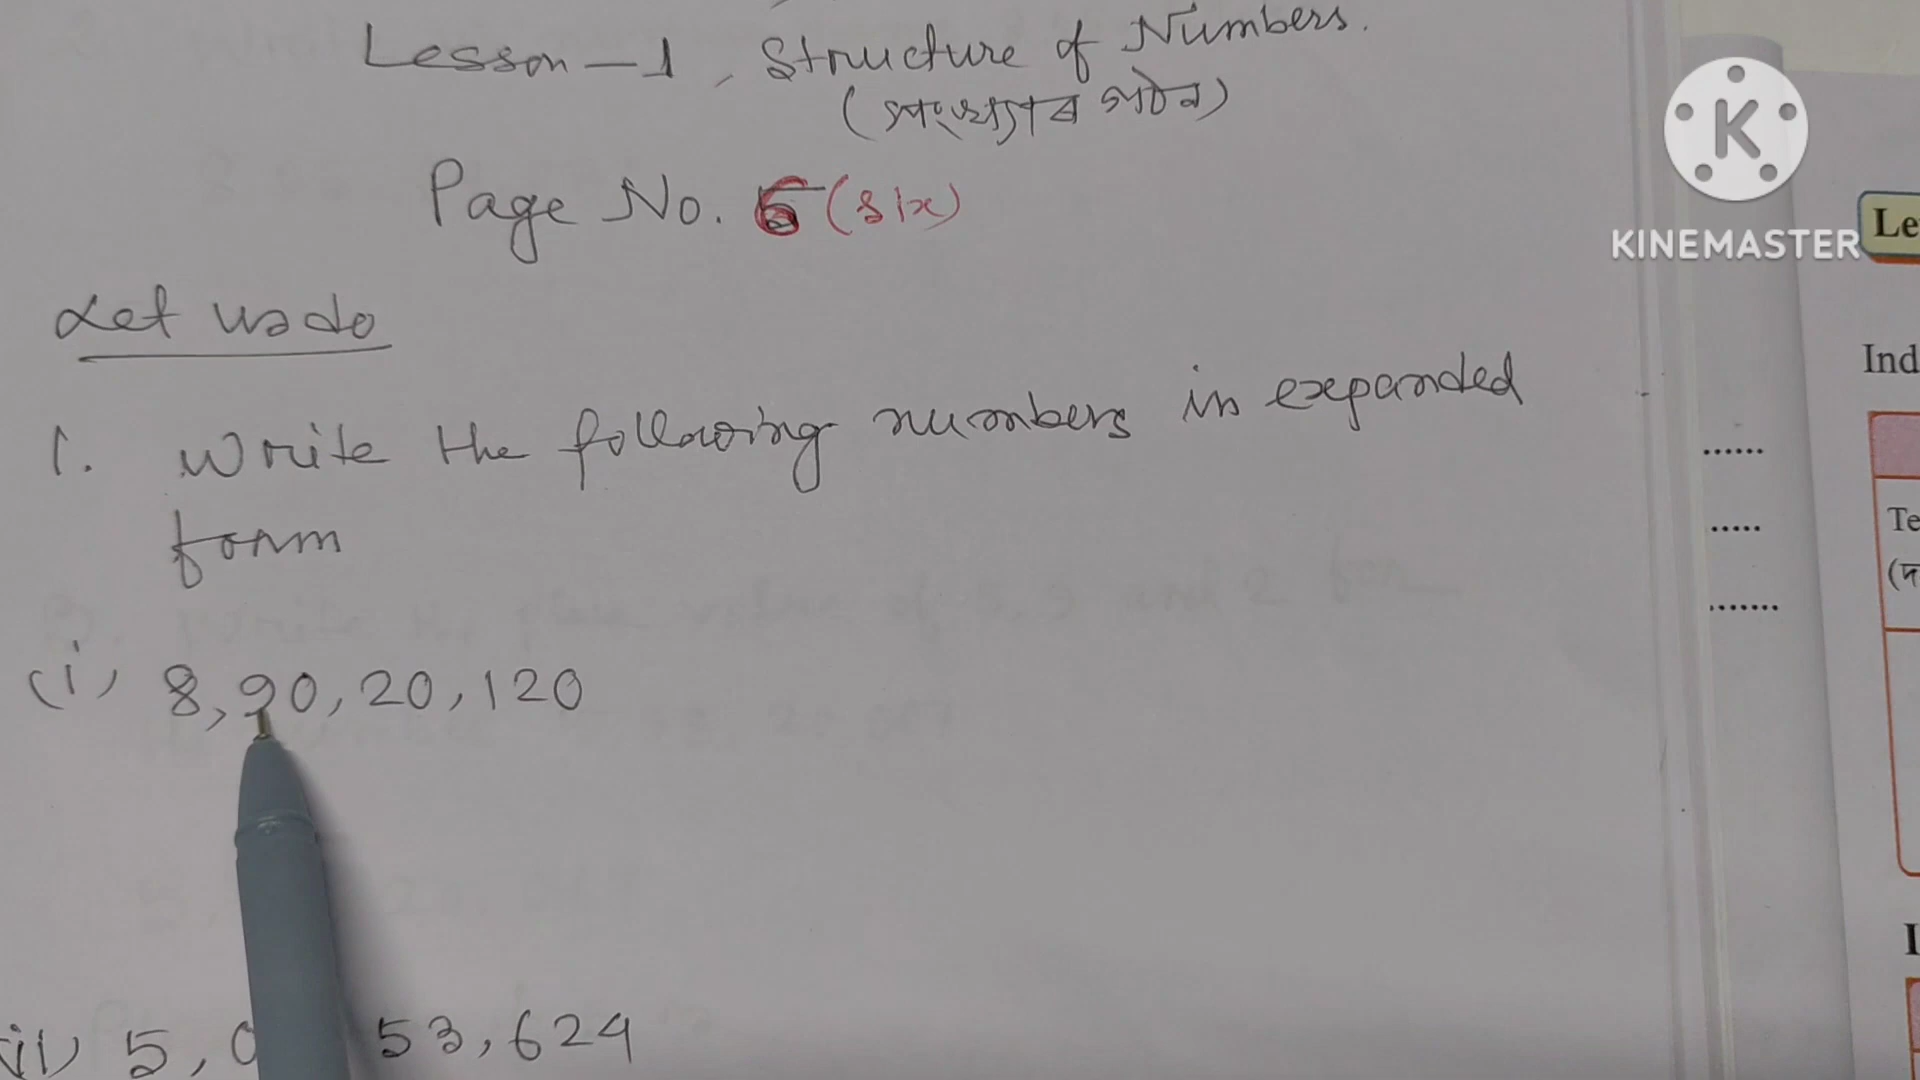 Lesson - 1, Structure of Numbers.
(সংখ্যার গঠন)
Page No. 6 (six)
Let us do
1. Write the following numbers in expanded
form
(i) 8,90,20,120
(ii) 5, 0 53,624
KINEMASTER
Le
Ind
......
Te
.....
(দ
.......
I